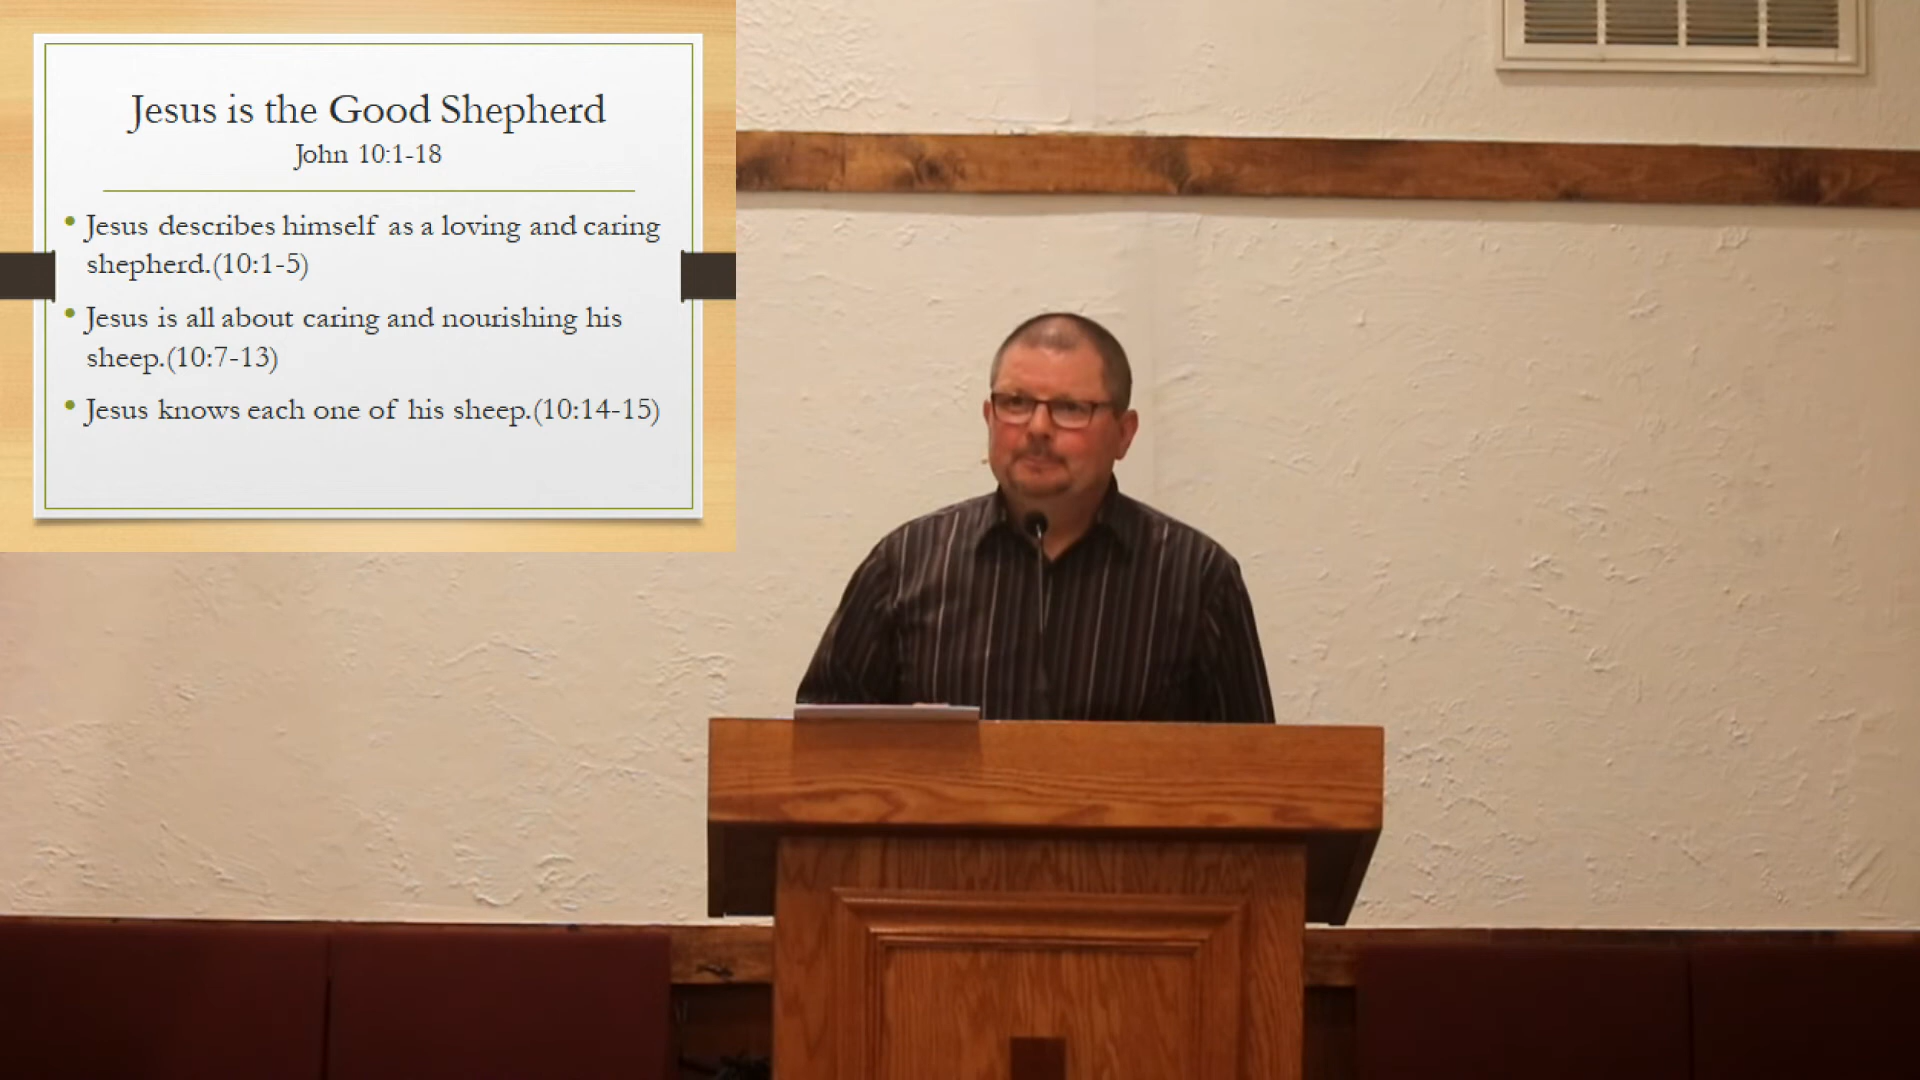 Jesus is the Good Shepherd
John 10:1-18
• Jesus describes himself as a loving and caring
shepherd.(10:1-5)
• Jesus is all about caring and nourishing his
sheep.(10:7-13)
• Jesus knows each one of his sheep.(10:14-15)